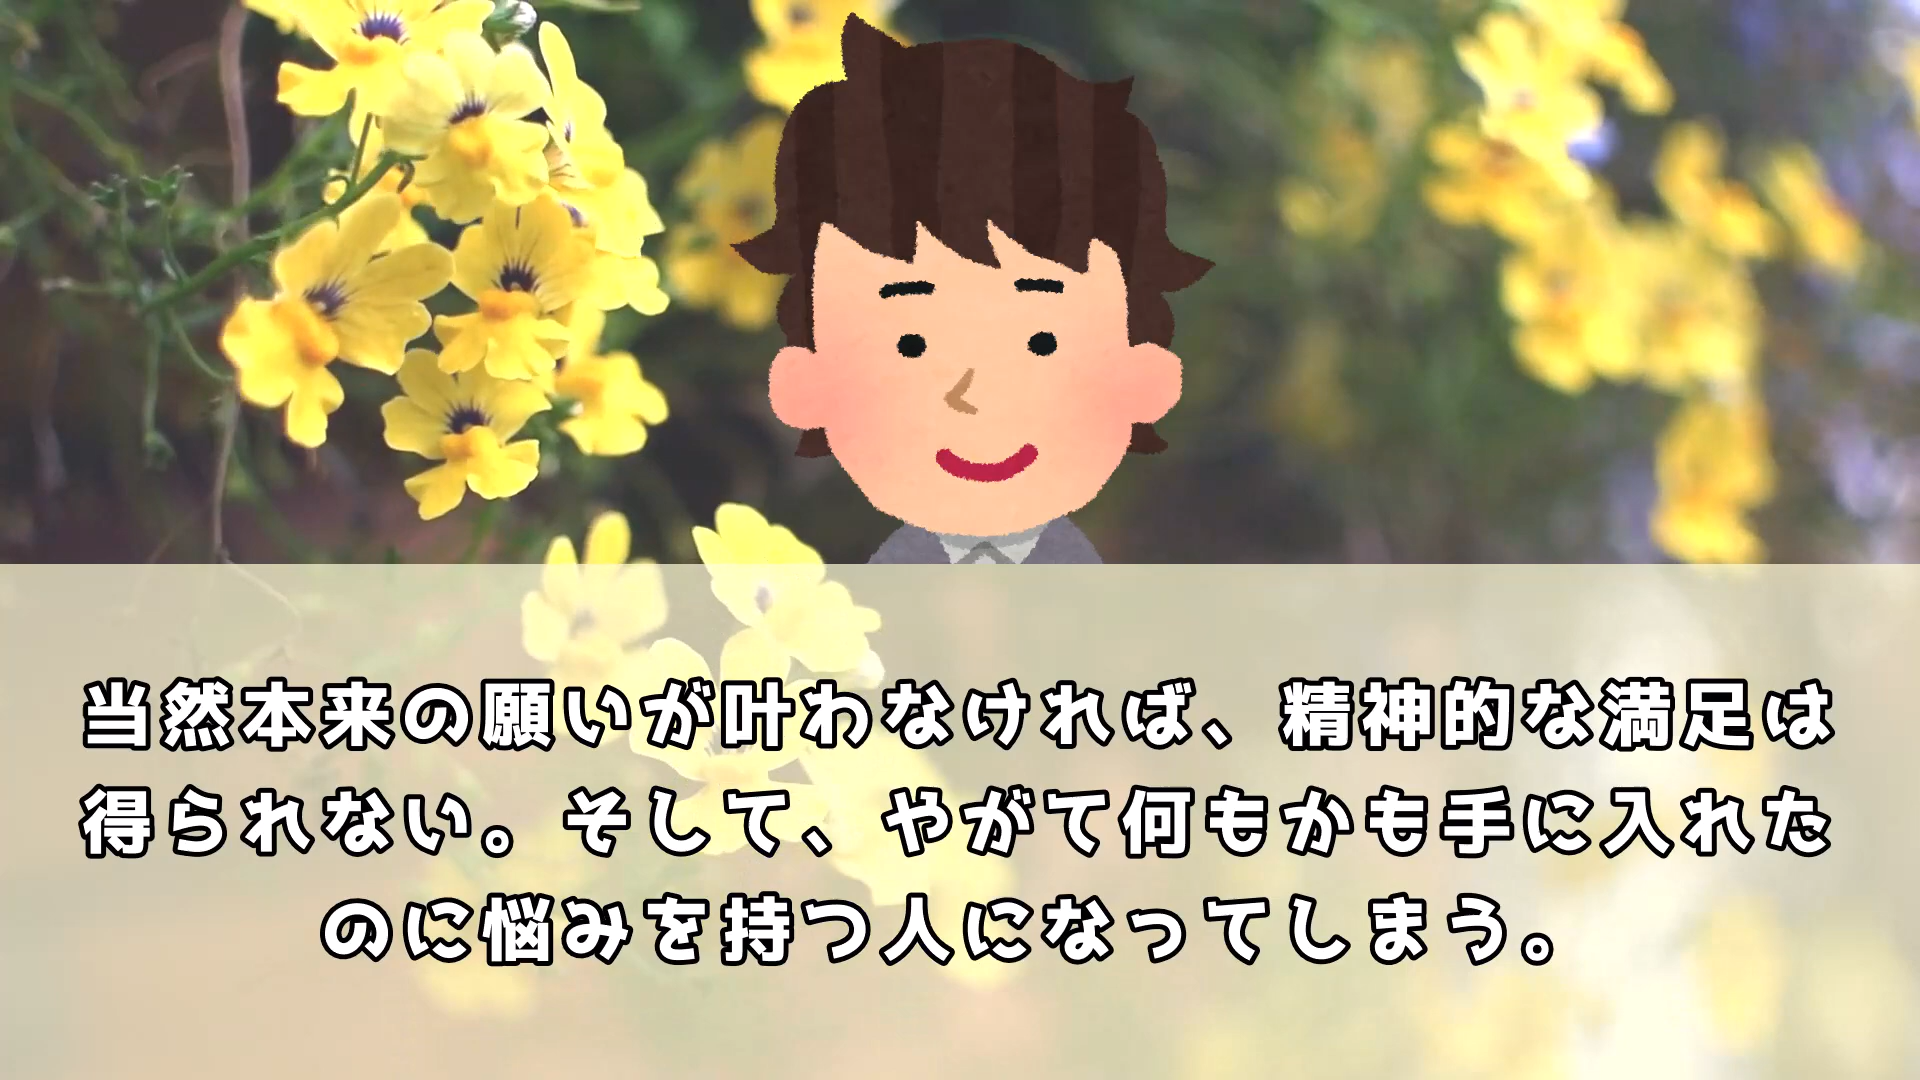 当然本来の願いが叶わなければ、精神的な満足は
得られない。そして、やがて何もかも手に入れた
のに悩みを持つ人になってしまう。